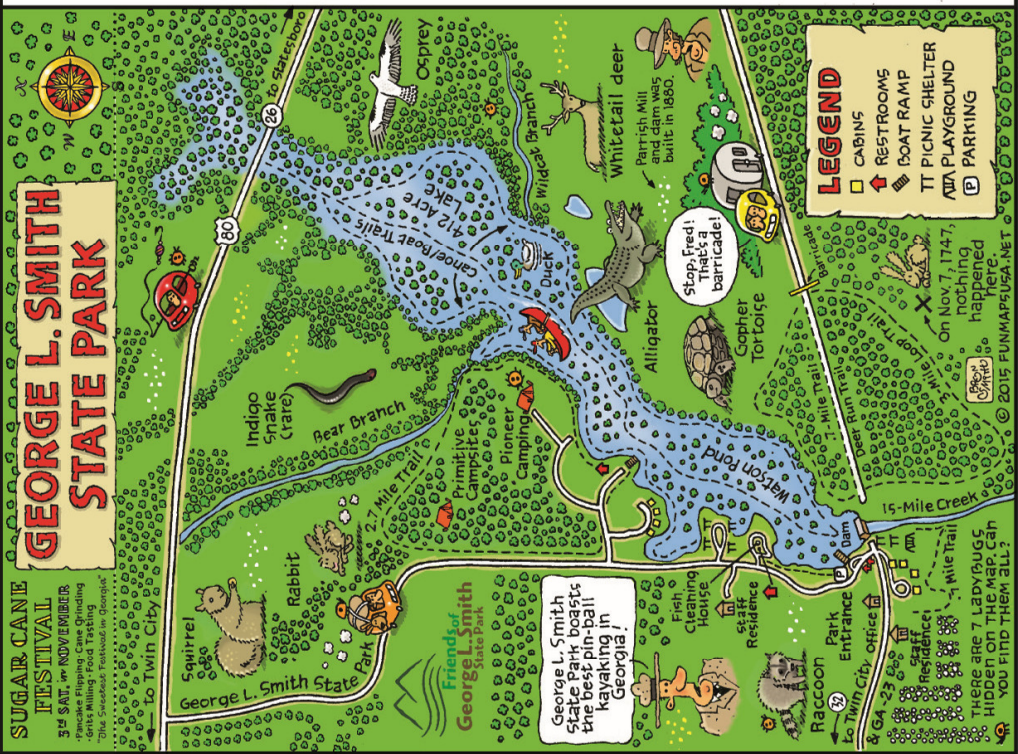 GEORGE L. SMITH
STATE PARK
SUGAR CANE
FESTIVAL
3rd SAT. in NOVEMBER
·Pancake Flipping·Cane Grinding
·Grits Milling·Food Tasting
"The Sweetest Festival in Georgia"
N
E
S
W
to Statesboro
26
80
to Twin City
Osprey
Wildcat Branch
Whitetail deer
Parrish Mill
and dam was
built in 1880.
412 Acre
Lake
Canoe/Boat Trails
Duck
Alligator
Stop, Fred!
That's a
barricade!
Barricade
Gopher
Tortoise
Indigo
Snake
(rare)
Bear Branch
2.7 Mile Trail
Primitive
Campsites
Pioneer
Camping
Squirrel
Rabbit
George L. Smith State
Park
Friends of
George L. Smith
State Park
George L. Smith
State Park boasts
the best pin-ball
kayaking in
Georgia!
Watson Pond
7 Mile Trail
Deer Run Trail
3 Mile Loop Trail
15-Mile Creek
Dam
Fish
Cleaning
House
Staff
Residence
Park
Entrance
Office
Raccoon
32
to Twin City
& GA-23
Staff
Residence
1 Mile Trail
P
LEGEND
CABINS
RESTROOMS
BOAT RAMP
PICNIC SHELTER
PLAYGROUND
P PARKING
On Nov. 7, 1747,
nothing
happened
here.
BRON
SMITH
© 2015 FUNMAPSUSA.NET
THERE ARE 7 LADYBUGS
HIDDEN ON THE MAP. CAN
YOU FIND THEM ALL?